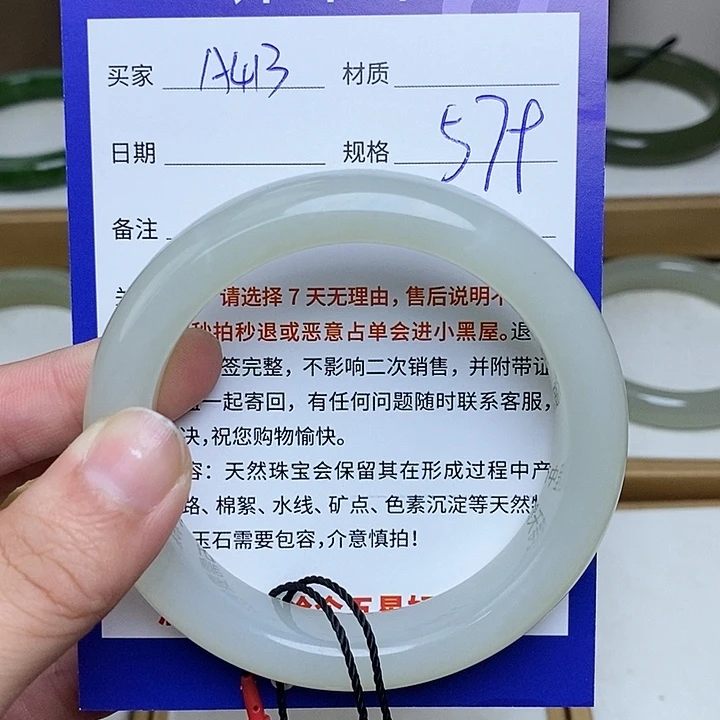 买家 A413 材质
日期 规格 57
备注
请选择 7 天无理由，售后说明不
秒拍秒退或恶意占单会进小黑屋。退
签完整，不影响二次销售，并附带证
一起寄回，有任何问题随时联系客服，
决，祝您购物愉快。
容：天然珠宝会保留其在形成过程中产
、棉絮、水线、矿点、色素沉淀等天然
玉石需要包容，介意慎拍！